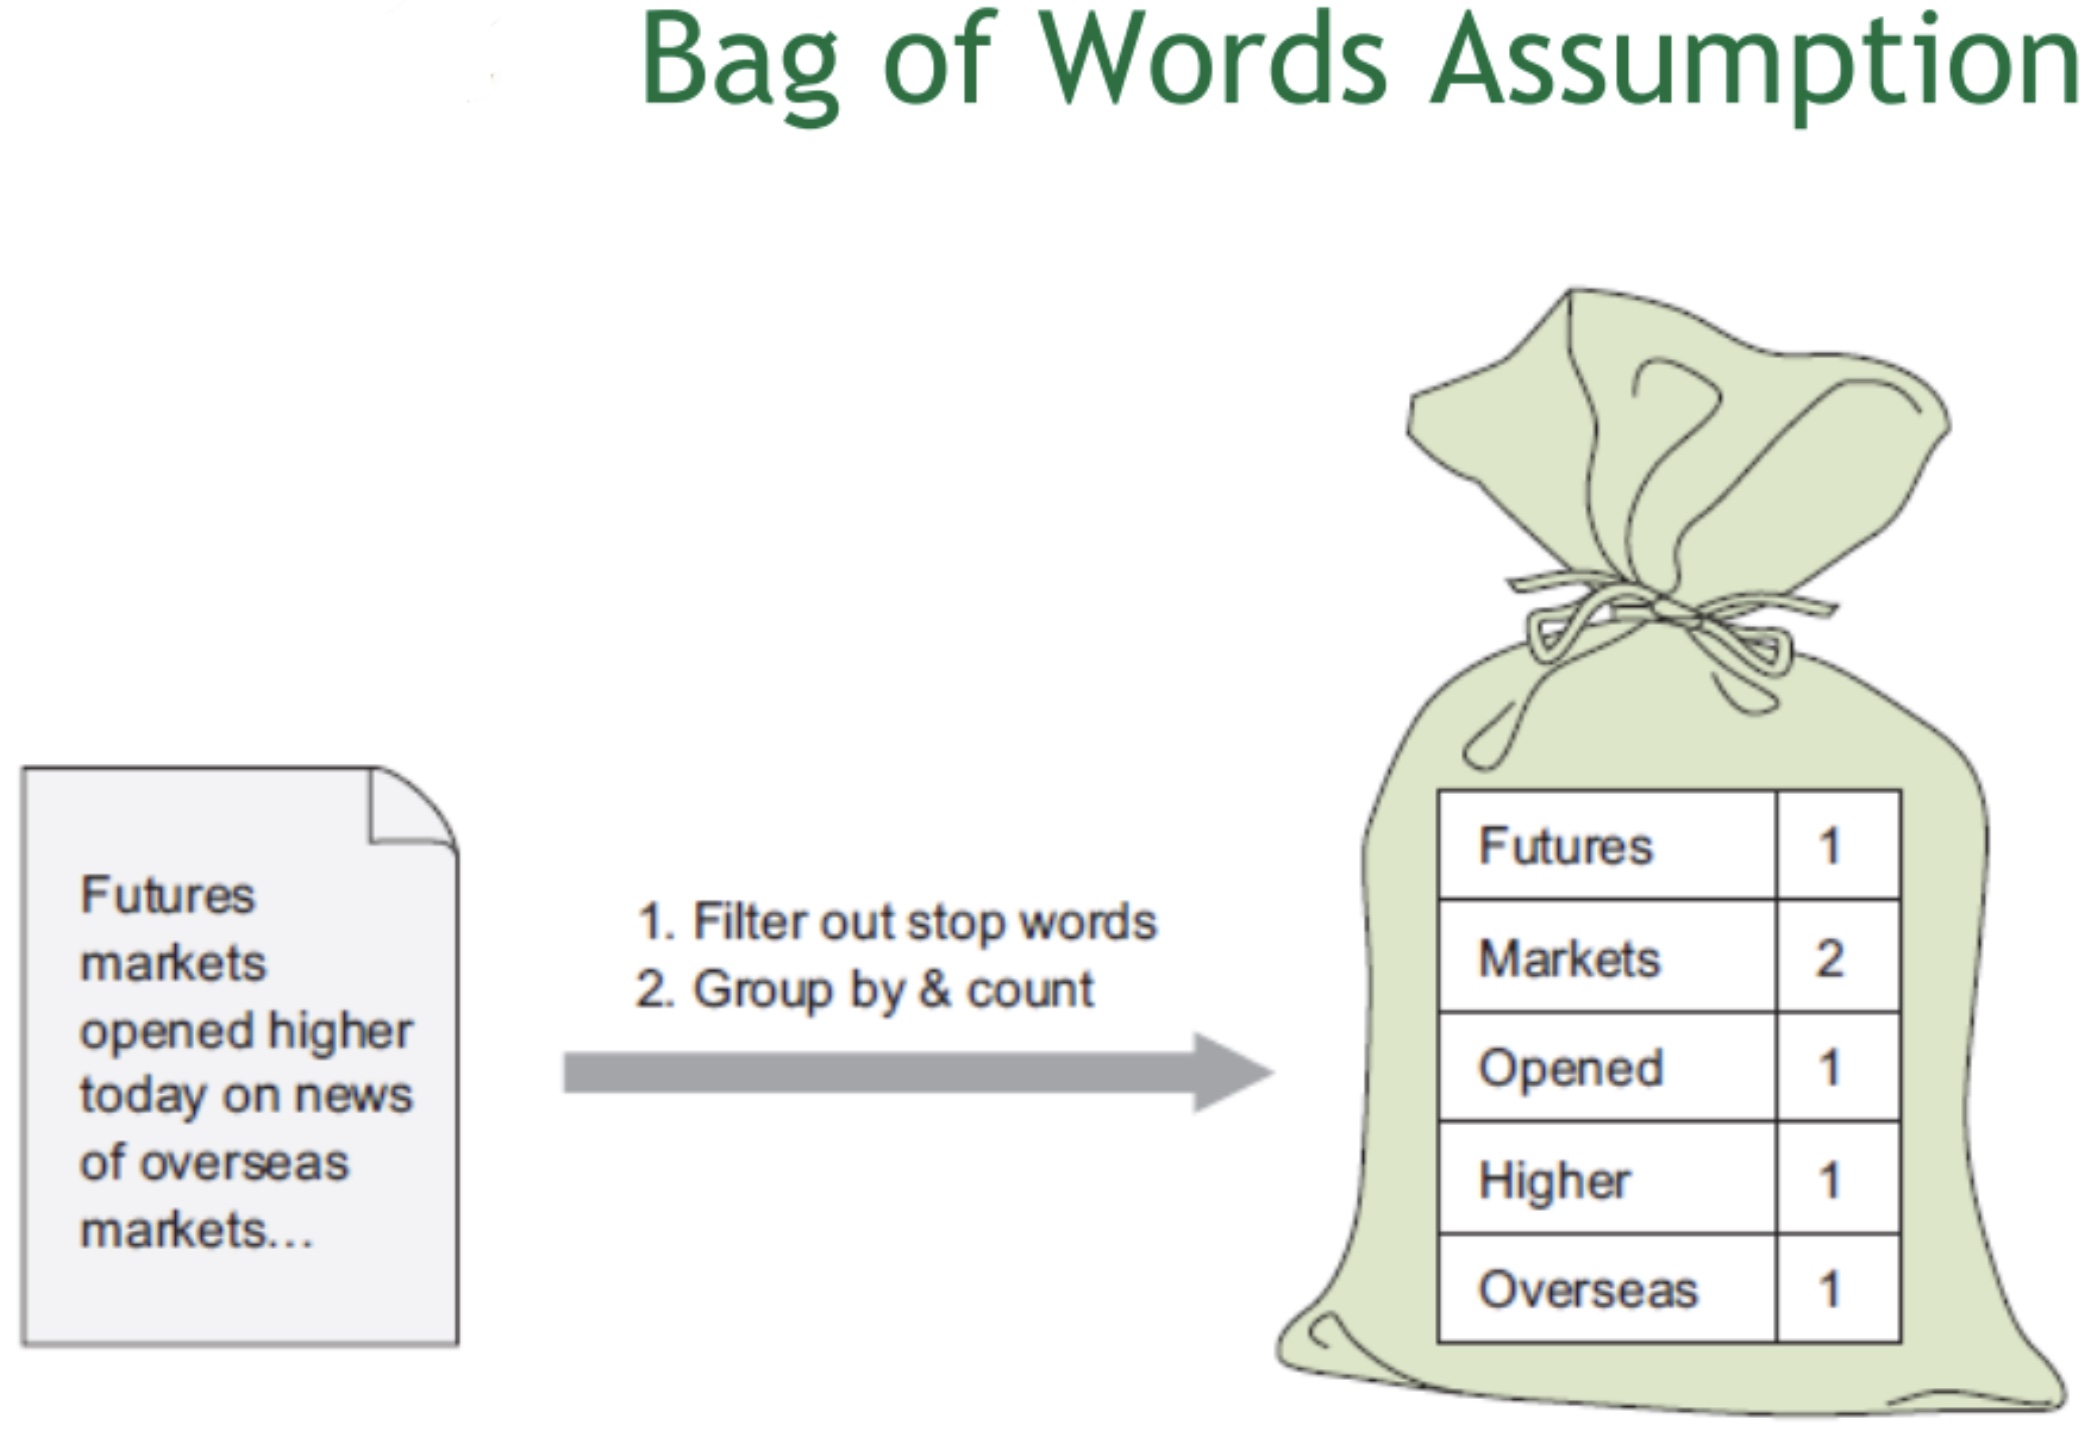 Bag of Words Assumption
Futures
markets
opened higher
today on news
of overseas
markets...
1. Filter out stop words
2. Group by & count
Futures 1
Markets 2
Opened 1
Higher 1
Overseas 1